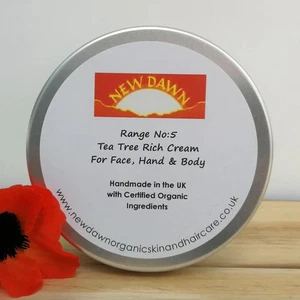 NEW DAWN
Range No:5
Tea Tree Rich Cream
For Face, Hand & Body
Handmade in the UK
with Certified Organic
Ingredients
www.newdawnorganicskinandhaircare.co.uk